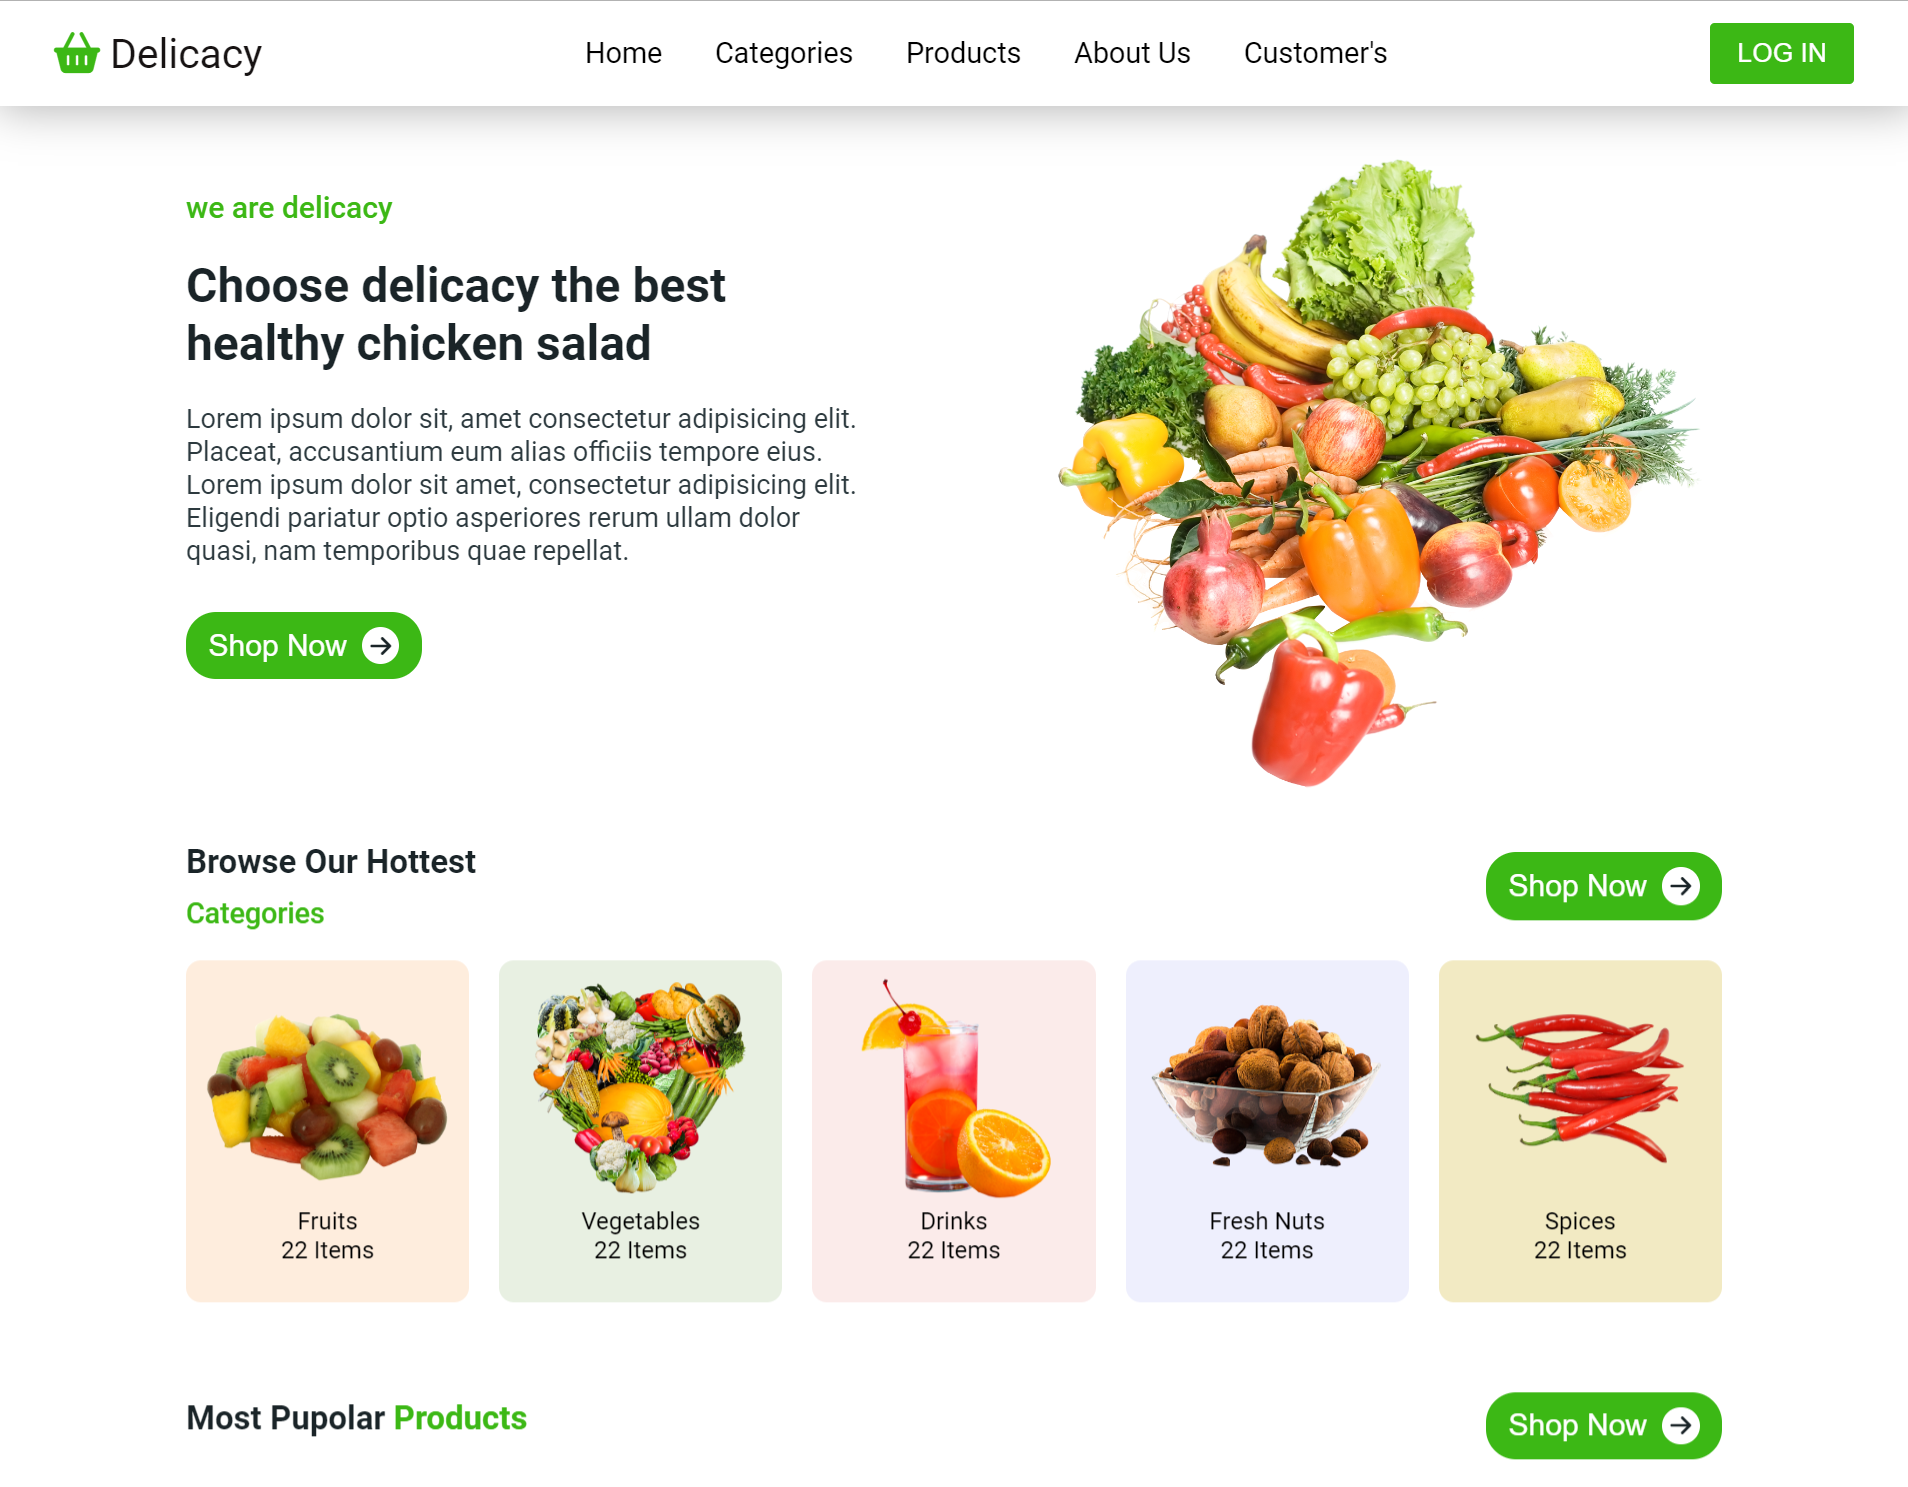 Delicacy
Home
Categories
Products
About Us
Customer's
LOG IN
we are delicacy
Choose delicacy the best
healthy chicken salad
Lorem ipsum dolor sit, amet consectetur adipisicing elit.
Placeat, accusantium eum alias officiis tempore eius.
Lorem ipsum dolor sit amet, consectetur adipisicing elit.
Eligendi pariatur optio asperiores rerum ullam dolor
quasi, nam temporibus quae repellat.
Shop Now
Browse Our Hottest
Categories
Shop Now
Fruits
22 Items
Vegetables
22 Items
Drinks
22 Items
Fresh Nuts
22 Items
Spices
22 Items
Most Pupolar Products
Shop Now